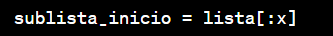 sublista_inicio = lista[:x]